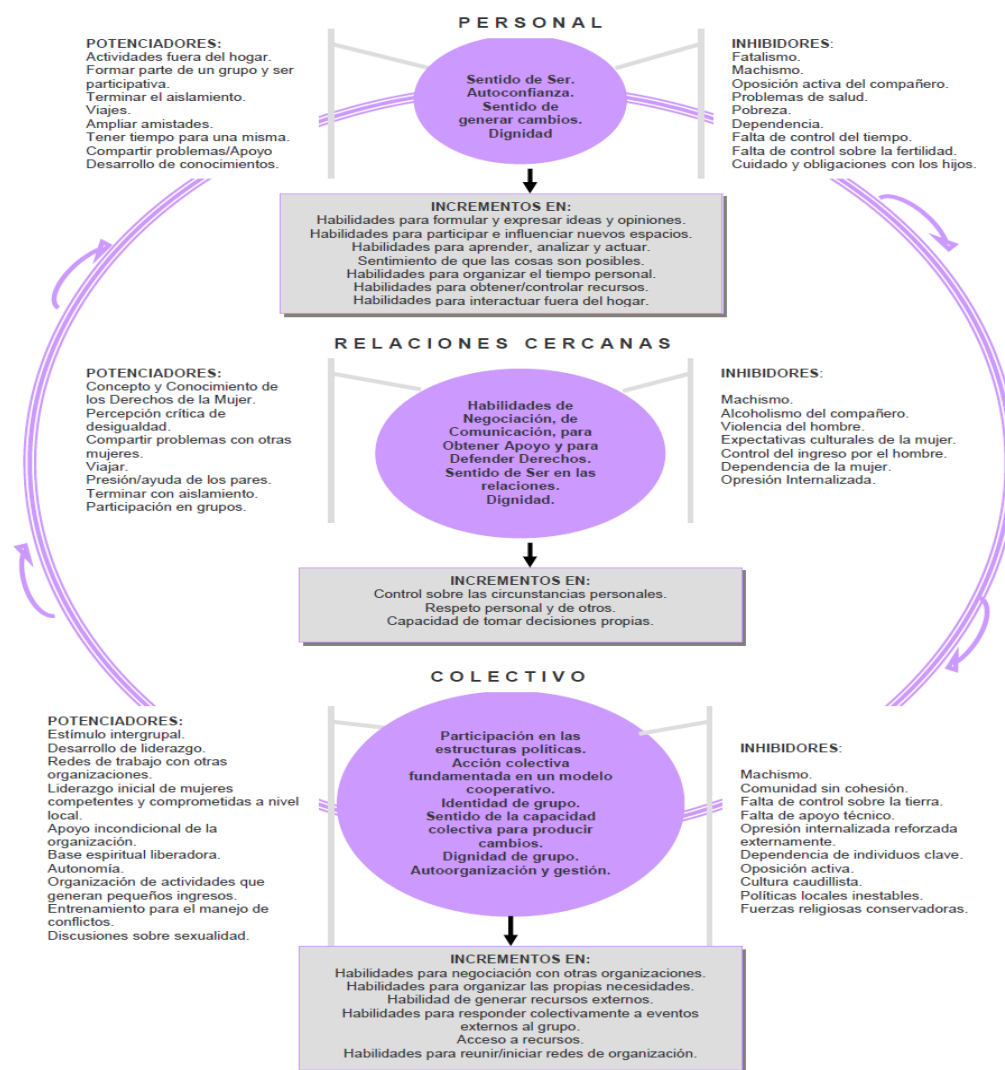 PERSONAL
POTENCIADORES:
Actividades fuera del hogar.
Formar parte de un grupo y ser
participativa.
Terminar el aislamiento.
Viajes.
Ampliar amistades.
Tener tiempo para una misma.
Compartir problemas/Apoyo
Desarrollo de conocimientos.
Sentido de Ser.
Autoconfianza.
Sentido de
generar cambios.
Dignidad
INHIBIDORES:
Fatalismo.
Machismo.
Oposición activa del compañero.
Problemas de salud.
Pobreza.
Dependencia.
Falta de control del tiempo.
Falta de control sobre la fertilidad.
Cuidado y obligaciones con los hijos.
INCREMENTOS EN:
Habilidades para formular y expresar ideas y opiniones.
Habilidades para participar e influenciar nuevos espacios.
Habilidades para aprender, analizar y actuar.
Sentimiento de que las cosas son posibles.
Habilidades para organizar el tiempo personal.
Habilidades para obtener/controlar recursos.
Habilidades para interactuar fuera del hogar.
RELACIONES CERCANAS
POTENCIADORES:
Concepto y Conocimiento de
los Derechos de la Mujer.
Percepción crítica de
desigualdad.
Compartir problemas con otras
mujeres.
Viajar.
Presión/ayuda de los pares.
Terminar con aislamiento.
Participación en grupos.
Habilidades de
Negociación, de
Comunicación, para
Obtener Apoyo y para
Defender Derechos.
Sentido de Ser en las
relaciones.
Dignidad.
INHIBIDORES:
Machismo.
Alcoholismo del compañero.
Violencia del hombre.
Expectativas culturales de la mujer.
Control del ingreso por el hombre.
Dependencia de la mujer.
Opresión Internalizada.
INCREMENTOS EN:
Control sobre las circunstancias personales.
Respeto personal y de otros.
Capacidad de tomar decisiones propias.
COLECTIVO
POTENCIADORES:
Estímulo intergrupal.
Desarrollo de liderazgo.
Redes de trabajo con otras
organizaciones.
Liderazgo inicial de mujeres
competentes y comprometidas a nivel
local.
Apoyo incondicional de la
organización.
Base espiritual liberadora.
Autonomía.
Organización de actividades que
generan pequeños ingresos.
Entrenamiento para el manejo de
conflictos.
Discusiones sobre sexualidad.
Participación en las
estructuras políticas.
Acción colectiva
fundamentada en un modelo
cooperativo.
Identidad de grupo.
Sentido de la capacidad
colectiva para producir
cambios.
Dignidad de grupo.
Autoorganización y gestión.
INHIBIDORES:
Machismo.
Comunidad sin cohesión.
Falta de control sobre la tierra.
Falta de apoyo técnico.
Opresión internalizada reforzada
externamente.
Dependencia de individuos clave.
Oposición activa.
Cultura caudillista.
Políticas locales inestables.
Fuerzas religiosas conservadoras.
INCREMENTOS EN:
Habilidades para negociación con otras organizaciones.
Habilidades para organizar las propias necesidades.
Habilidad de generar recursos externos.
Habilidades para responder colectivamente a eventos
externos al grupo.
Acceso a recursos.
Habilidades para reunir/iniciar redes de organización.